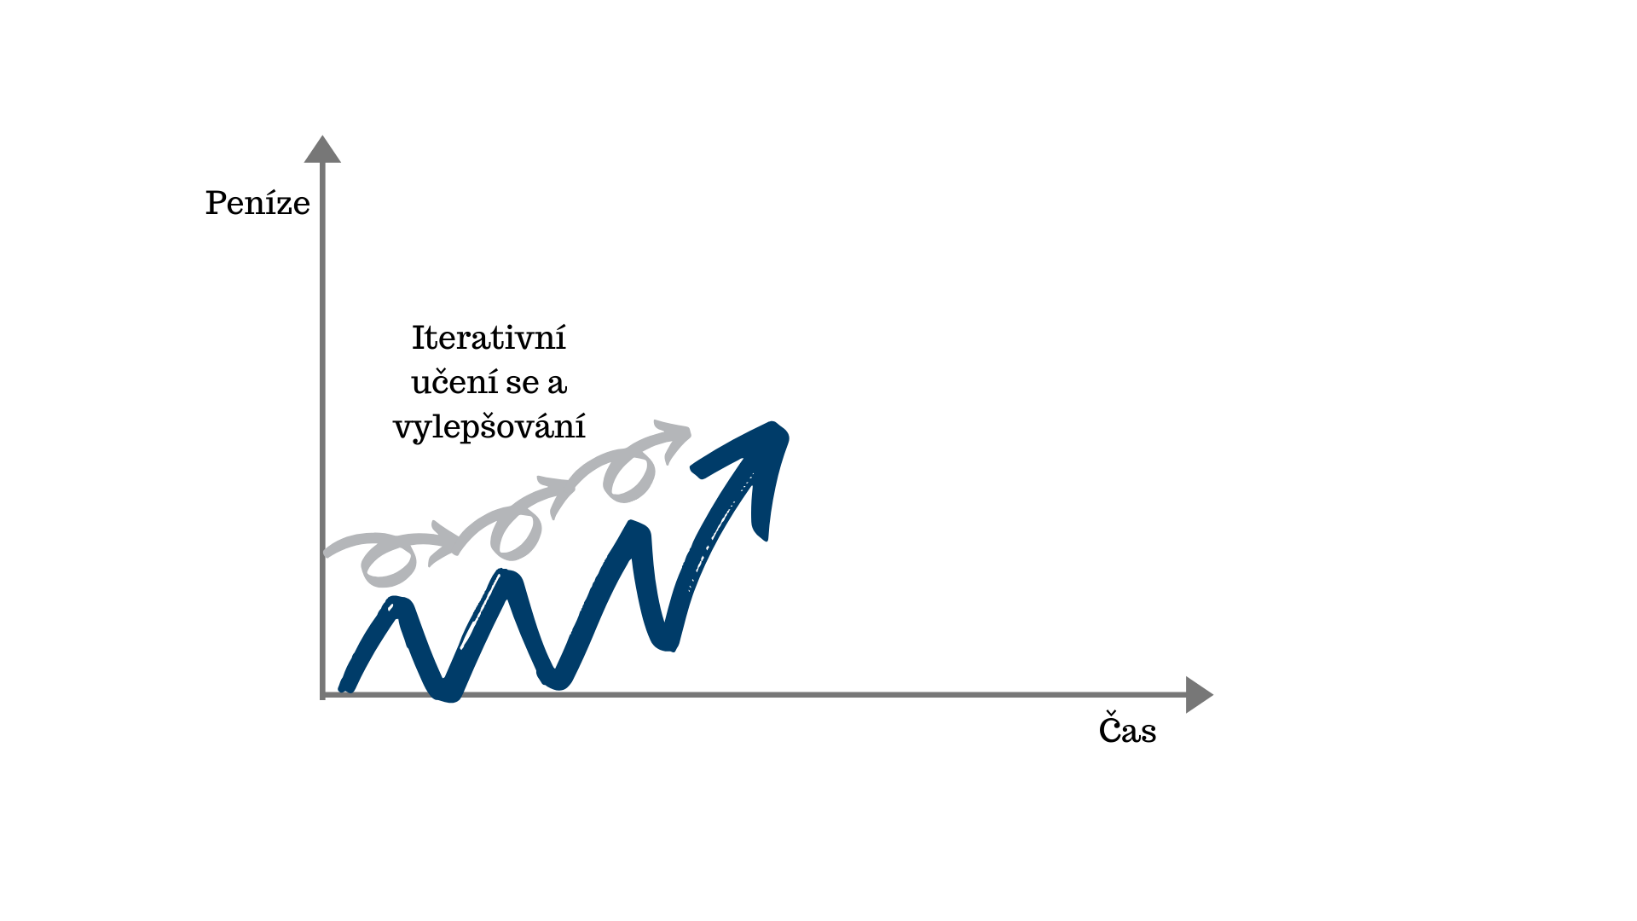 Peníze
Iterativní
učení se a
vylepšování
Čas